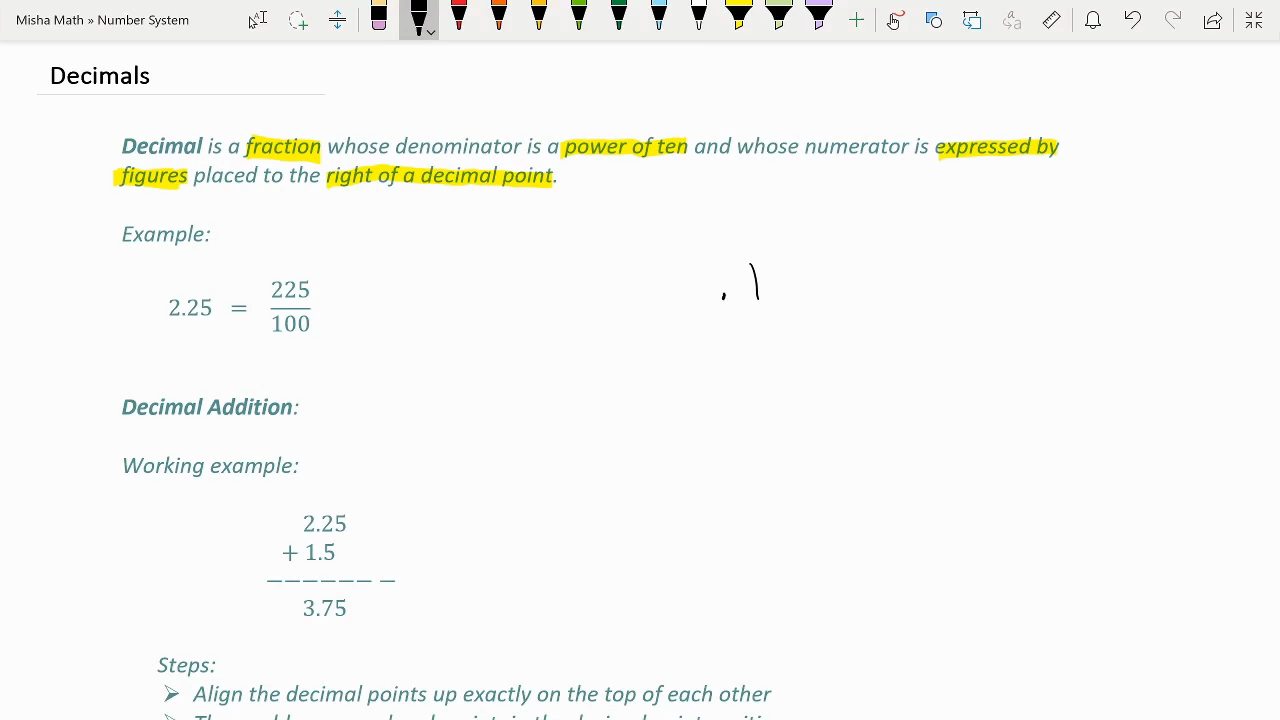 Misha Math » Number System
Decimals
Decimal is a fraction whose denominator is a power of ten and whose numerator is expressed by
figures placed to the right of a decimal point.
Example:
2.25 = 225/100
. 1
Decimal Addition:
Working example:
2.25
+ 1.5
− − − − − − −
3.75
Steps:
➢ Align the decimal points up exactly on the top of each other